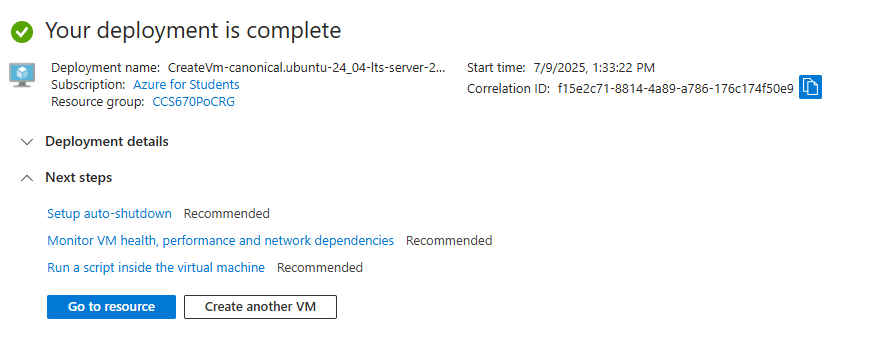 Your deployment is complete
Deployment name: CreateVm-canonical.ubuntu-24_04-lts-server-2...
Subscription: Azure for Students
Resource group: CCS670PoCRG
Start time: 7/9/2025, 1:33:22 PM
Correlation ID: f15e2c71-8814-4a89-a786-176c174f50e9
Deployment details
Next steps
Setup auto-shutdown Recommended
Monitor VM health, performance and network dependencies Recommended
Run a script inside the virtual machine Recommended
Go to resource Create another VM